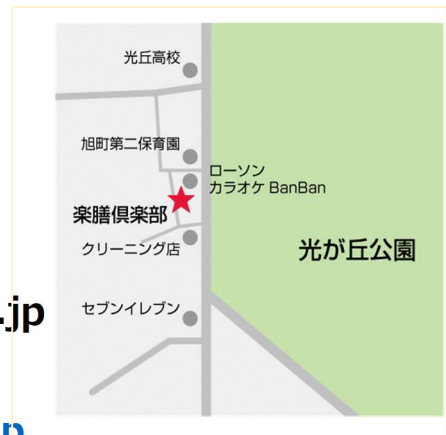 光丘高校
旭町第二保育園
ローソン
カラオケ BanBan
楽膳倶楽部
クリーニング店
光が丘公園
.jp
セブンイレブン